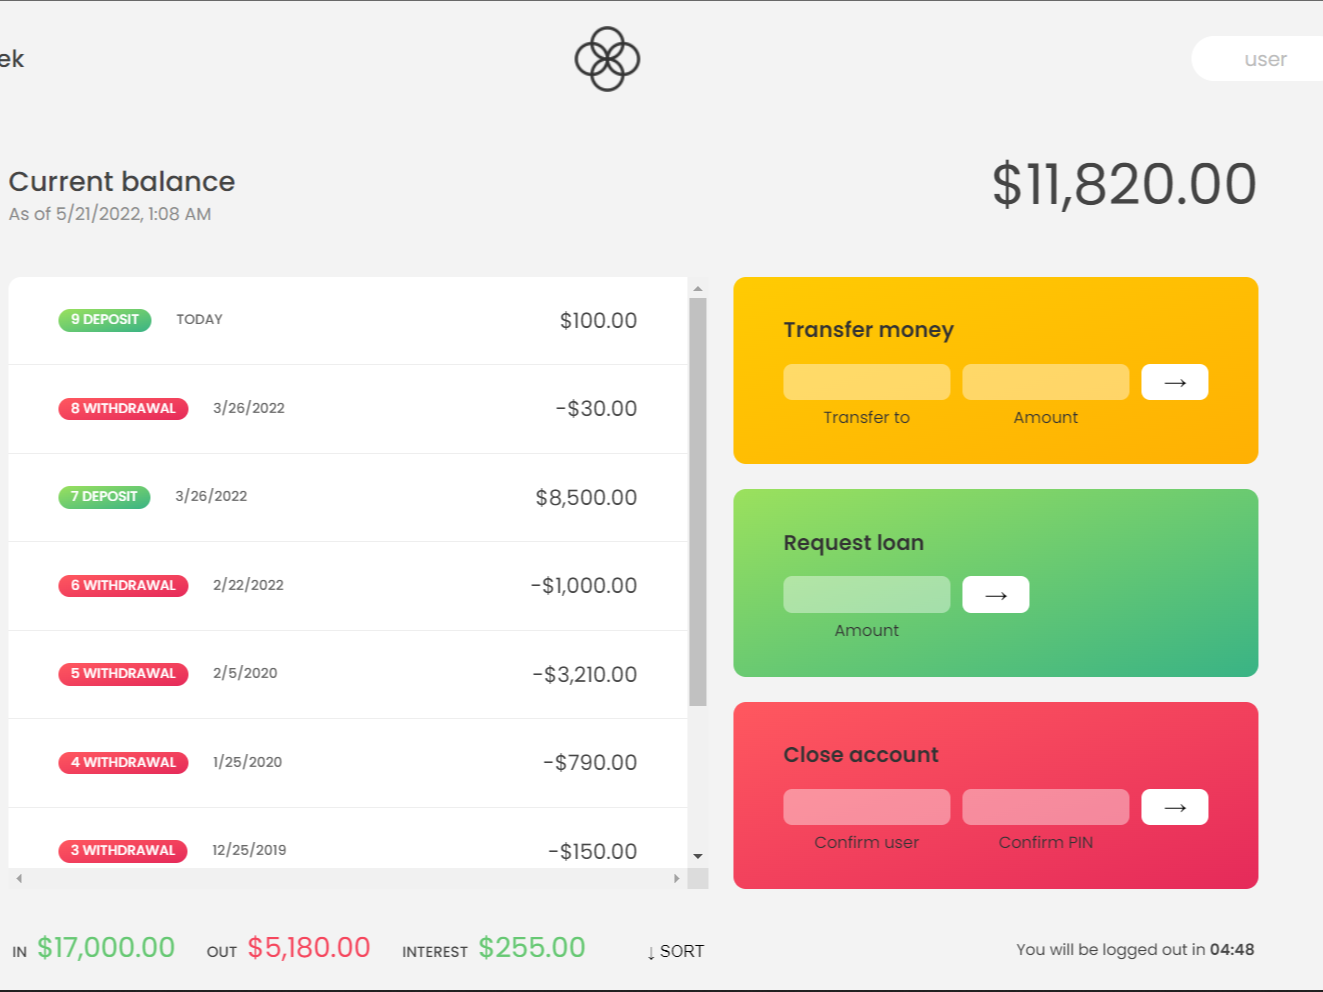 ek
user
Current balance
As of 5/21/2022, 1:08 AM
$11,820.00
9 DEPOSIT TODAY $100.00
8 WITHDRAWAL 3/26/2022 -$30.00
7 DEPOSIT 3/26/2022 $8,500.00
6 WITHDRAWAL 2/22/2022 -$1,000.00
5 WITHDRAWAL 2/5/2020 -$3,210.00
4 WITHDRAWAL 1/25/2020 -$790.00
3 WITHDRAWAL 12/25/2019 -$150.00
Transfer money
→
Transfer to Amount
Request loan
→
Amount
Close account
→
Confirm user Confirm PIN
IN $17,000.00 OUT $5,180.00 INTEREST $255.00 ↓ SORT
You will be logged out in 04:48